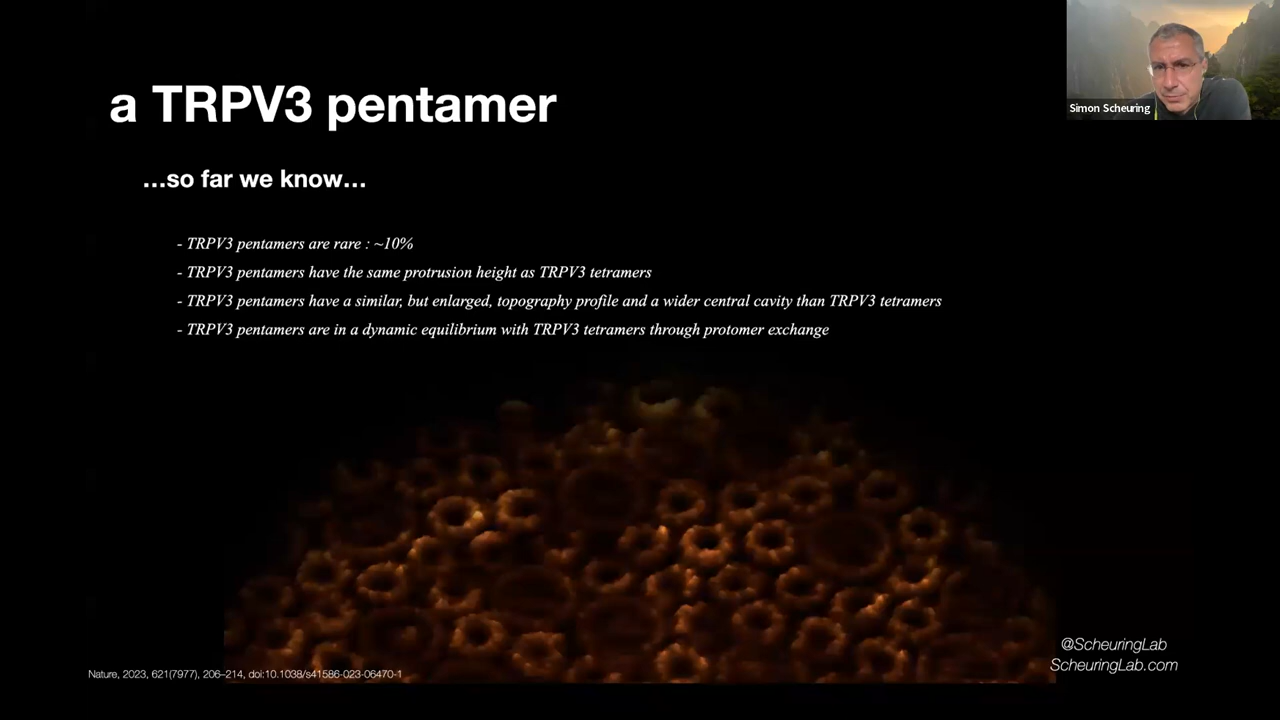 a TRPV3 pentamer
Simon Scheuring
...so far we know...
- TRPV3 pentamers are rare : ~10%
- TRPV3 pentamers have the same protrusion height as TRPV3 tetramers
- TRPV3 pentamers have a similar, but enlarged, topography profile and a wider central cavity than TRPV3 tetramers
- TRPV3 pentamers are in a dynamic equilibrium with TRPV3 tetramers through protomer exchange
@ScheuringLab
ScheuringLab.com
Nature, 2023, 621(7977), 206–214, doi:10.1038/s41586-023-06470-1